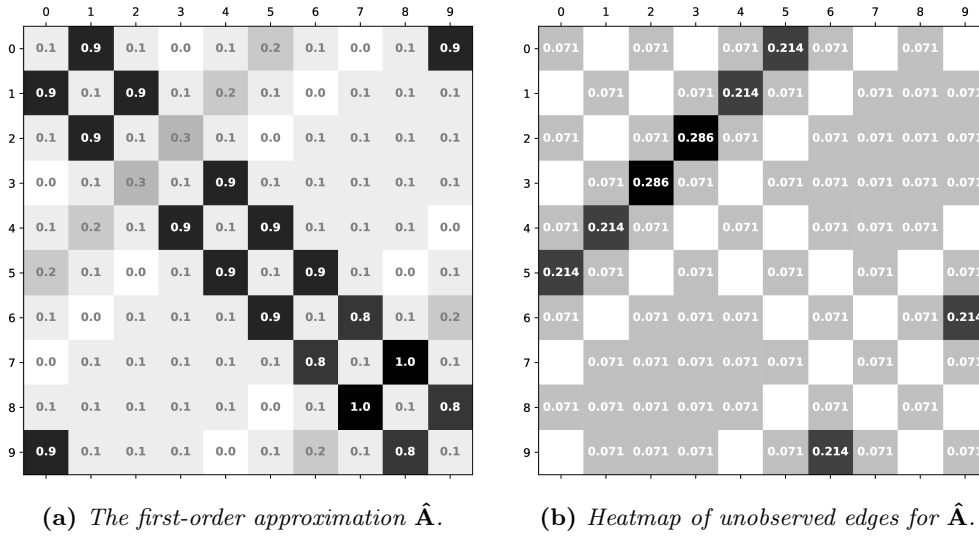 0 1 2 3 4 5 6 7 8 9
0 0.1 0.9 0.1 0.0 0.1 0.2 0.1 0.0 0.1 0.9
1 0.9 0.1 0.9 0.1 0.2 0.1 0.0 0.1 0.1 0.1
2 0.1 0.9 0.1 0.3 0.1 0.0 0.1 0.1 0.1 0.1
3 0.0 0.1 0.3 0.1 0.9 0.1 0.1 0.1 0.1 0.1
4 0.1 0.2 0.1 0.9 0.1 0.9 0.1 0.1 0.1 0.0
5 0.2 0.1 0.0 0.1 0.9 0.1 0.9 0.1 0.0 0.1
6 0.1 0.0 0.1 0.1 0.1 0.9 0.1 0.8 0.1 0.2
7 0.0 0.1 0.1 0.1 0.1 0.1 0.8 0.1 1.0 0.1
8 0.1 0.1 0.1 0.1 0.1 0.0 0.1 1.0 0.1 0.8
9 0.9 0.1 0.1 0.1 0.0 0.1 0.2 0.1 0.8 0.1
(a) The first-order approximation Â.
0 1 2 3 4 5 6 7 8 9
0 0.071 0.071 0.071 0.214 0.071 0.071
1 0.071 0.071 0.214 0.071 0.071 0.071 0.071
2 0.071 0.071 0.286 0.071 0.071 0.071 0.071 0.071
3 0.071 0.286 0.071 0.071 0.071 0.071 0.071 0.071
4 0.071 0.214 0.071 0.071 0.071 0.071 0.071
5 0.214 0.071 0.071 0.071 0.071 0.071
6 0.071 0.071 0.071 0.071 0.071 0.071 0.214
7 0.071 0.071 0.071 0.071 0.071 0.071 0.071
8 0.071 0.071 0.071 0.071 0.071 0.071 0.071
9 0.071 0.071 0.071 0.071 0.214 0.071 0.071
(b) Heatmap of unobserved edges for Â.